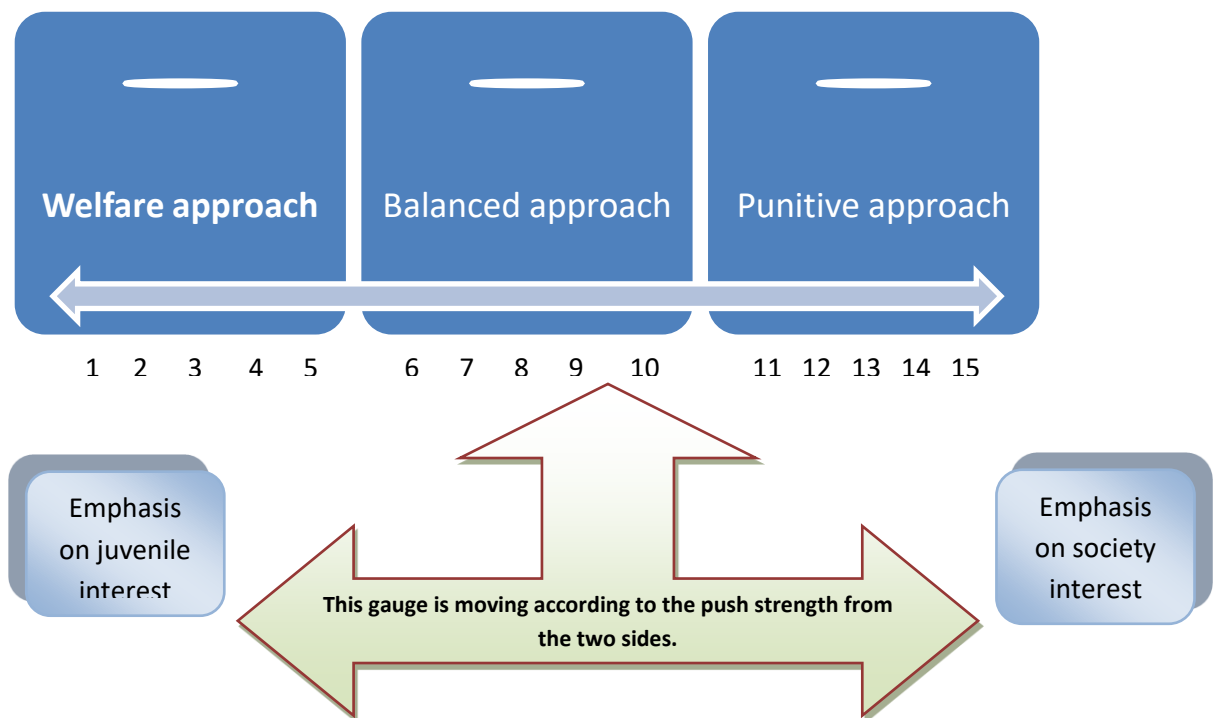 Welfare approach
Balanced approach
Punitive approach
1 2 3 4 5 6 7 8 9 10 11 12 13 14 15
Emphasis
on juvenile
interest
Emphasis
on society
interest
This gauge is moving according to the push strength from
the two sides.